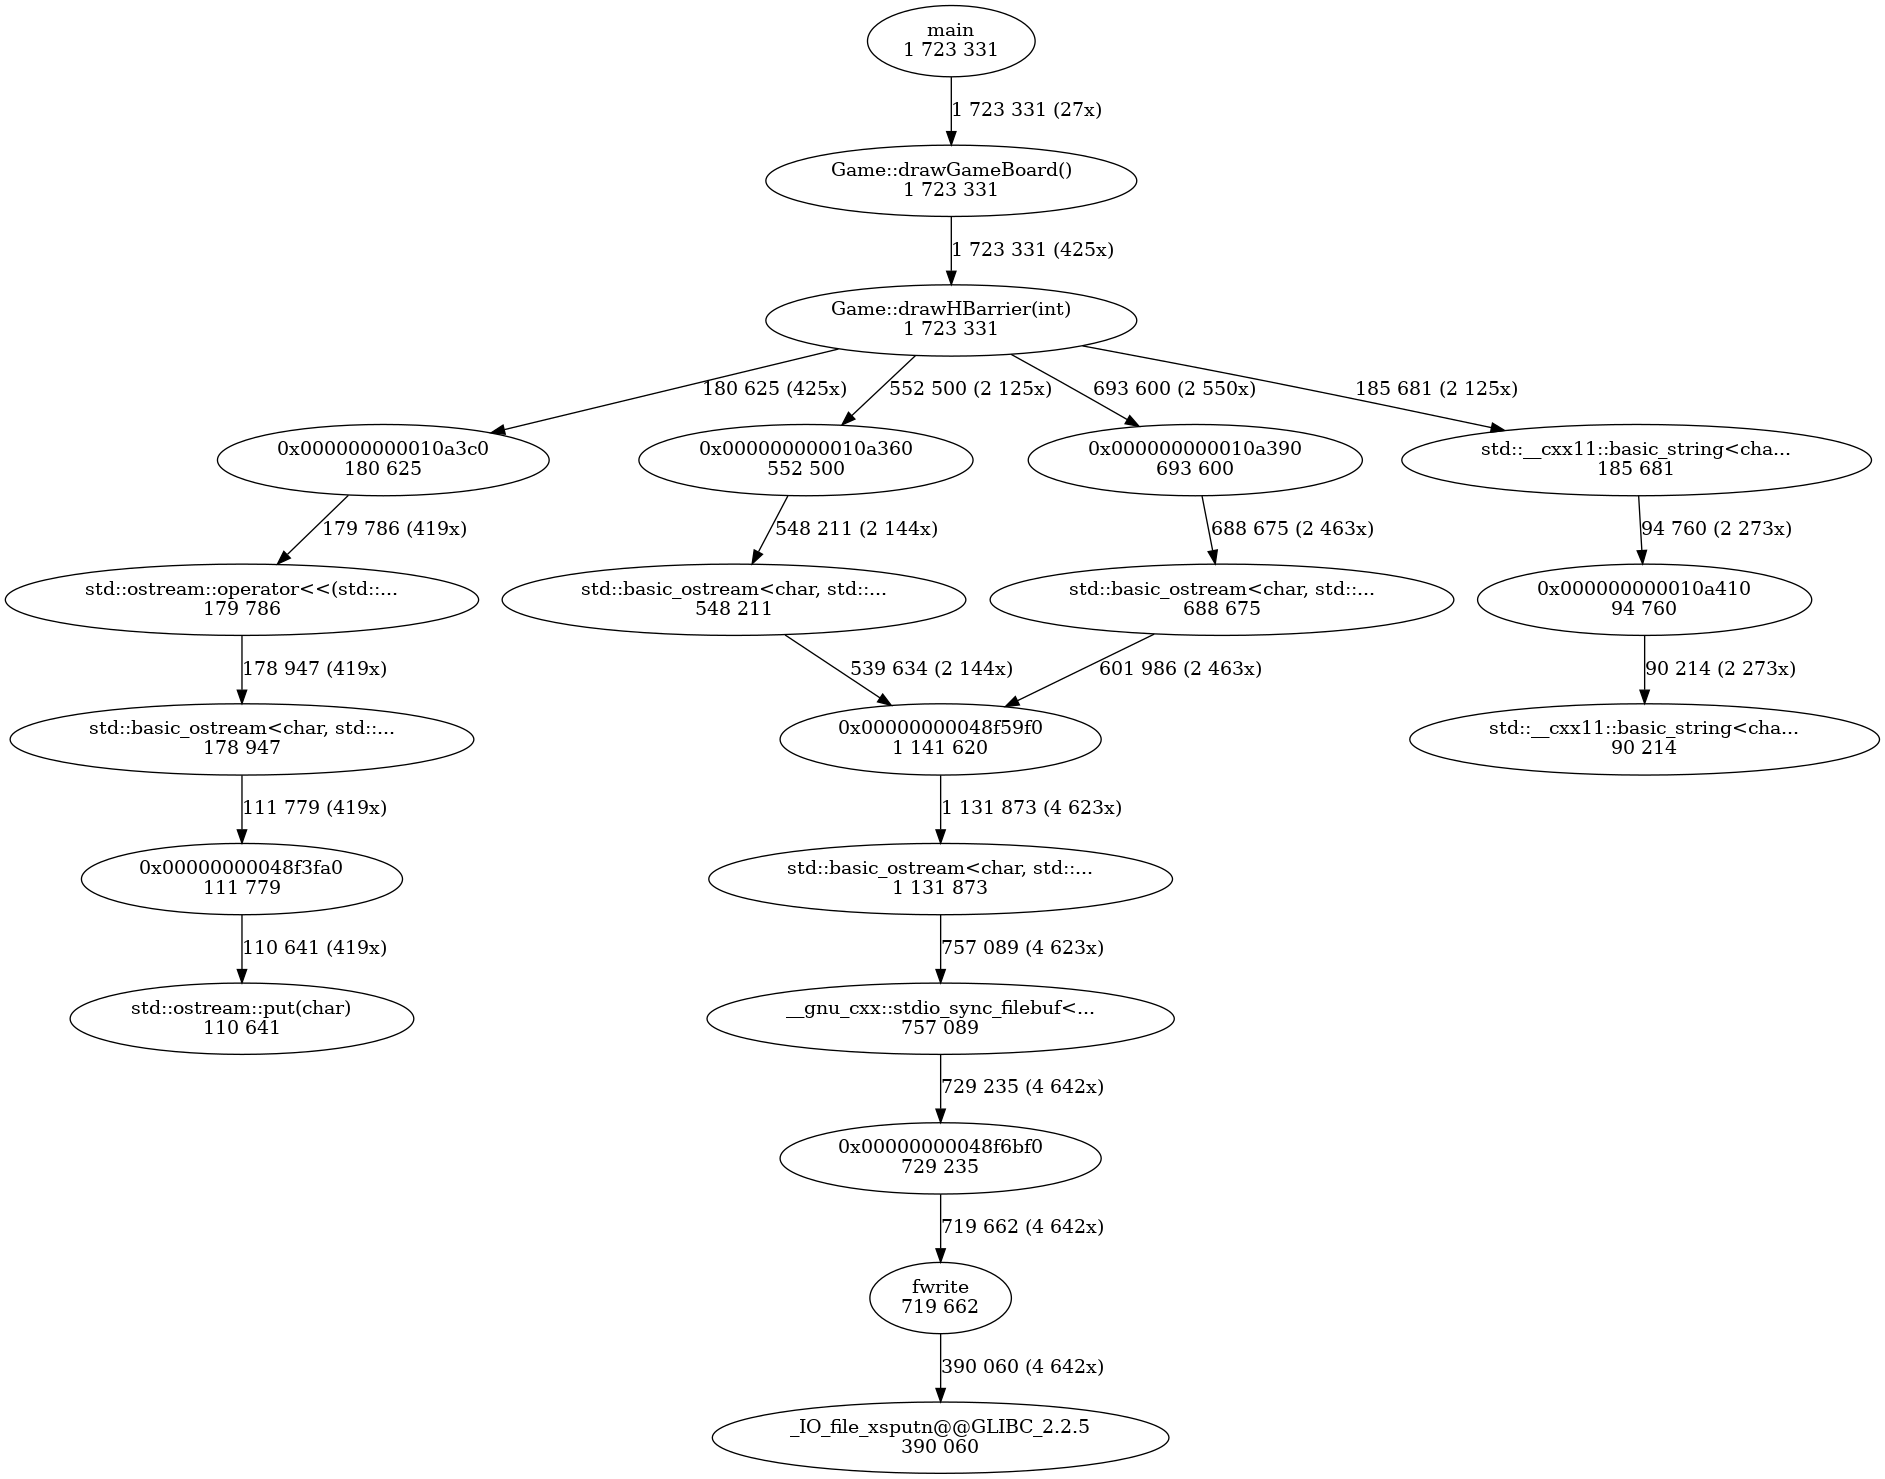 main
1 723 331
1 723 331 (27x)
Game::drawGameBoard()
1 723 331
1 723 331 (425x)
Game::drawHBarrier(int)
1 723 331
180 625 (425x)
552 500 (2 125x)
693 600 (2 550x)
185 681 (2 125x)
0x000000000010a3c0
180 625
0x000000000010a360
552 500
0x000000000010a390
693 600
std::__cxx11::basic_string<cha...
185 681
179 786 (419x)
548 211 (2 144x)
688 675 (2 463x)
94 760 (2 273x)
std::ostream::operator<<(std::...
179 786
std::basic_ostream<char, std::...
548 211
std::basic_ostream<char, std::...
688 675
0x000000000010a410
94 760
178 947 (419x)
539 634 (2 144x)
601 986 (2 463x)
90 214 (2 273x)
std::basic_ostream<char, std::...
178 947
0x00000000048f59f0
1 141 620
std::__cxx11::basic_string<cha...
90 214
111 779 (419x)
1 131 873 (4 623x)
0x00000000048f3fa0
111 779
std::basic_ostream<char, std::...
1 131 873
110 641 (419x)
757 089 (4 623x)
std::ostream::put(char)
110 641
__gnu_cxx::stdio_sync_filebuf<...
757 089
729 235 (4 642x)
0x00000000048f6bf0
729 235
719 662 (4 642x)
fwrite
719 662
390 060 (4 642x)
_IO_file_xsputn@@GLIBC_2.2.5
390 060